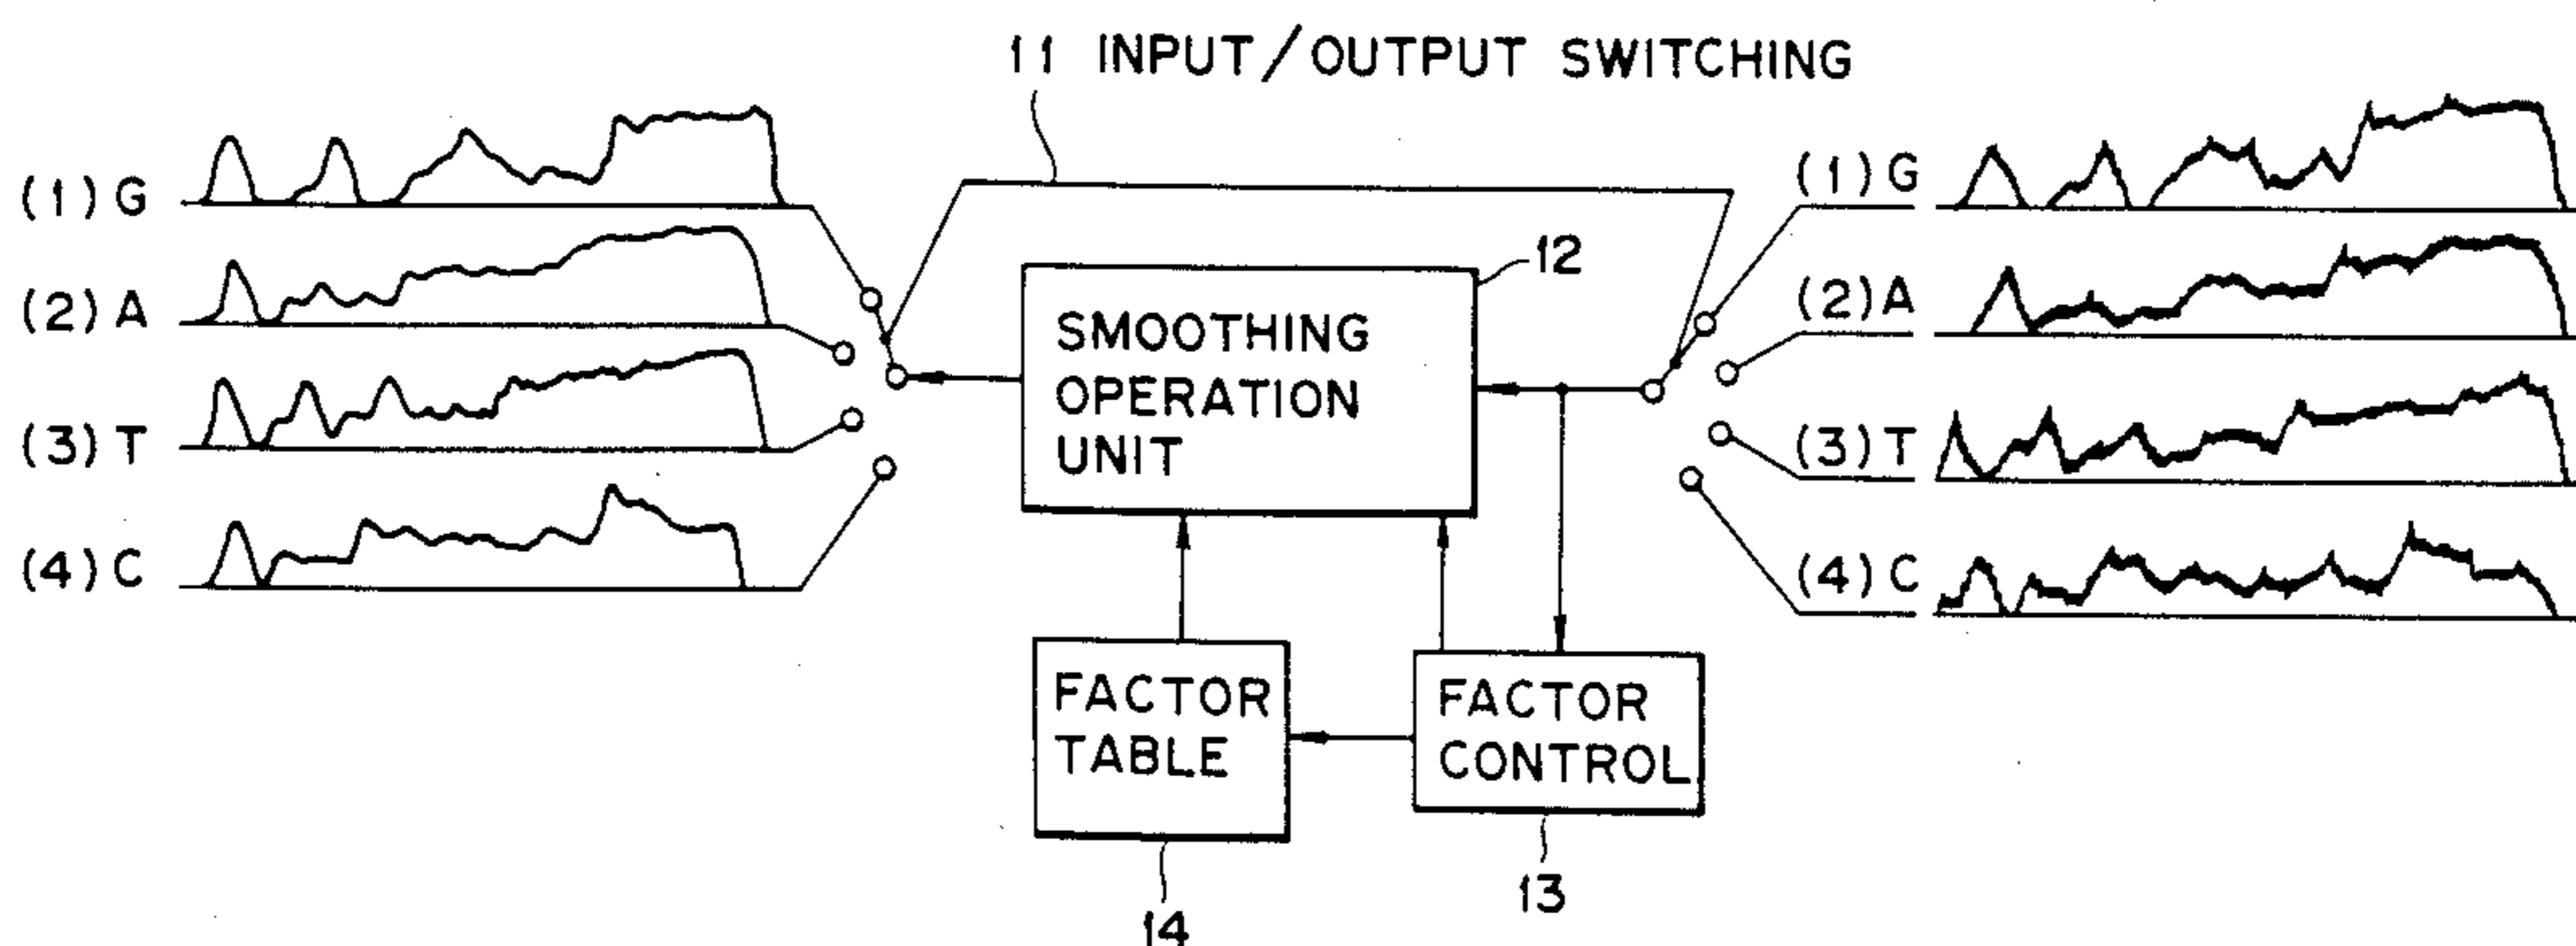 11 INPUT/OUTPUT SWITCHING
(1) G
(2) A
(3) T
(4) C
12
SMOOTHING
OPERATION
UNIT
(1) G
(2) A
(3) T
(4) C
FACTOR
TABLE
FACTOR
CONTROL
13
14